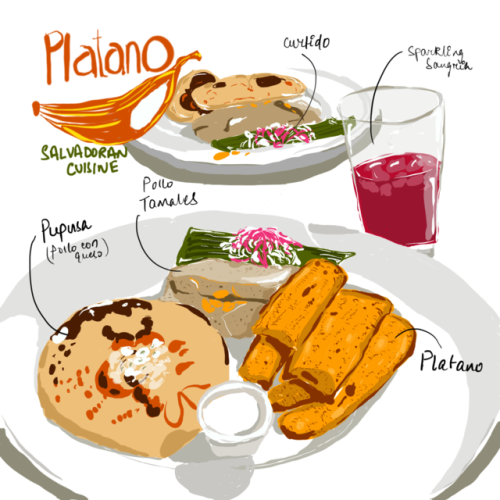 Platano
SALVADORAN
CUISINE
Curtido
Sparkling
Sangria
Pollo
Tamales
Pupusa
(Pollo con
queso)
Platano